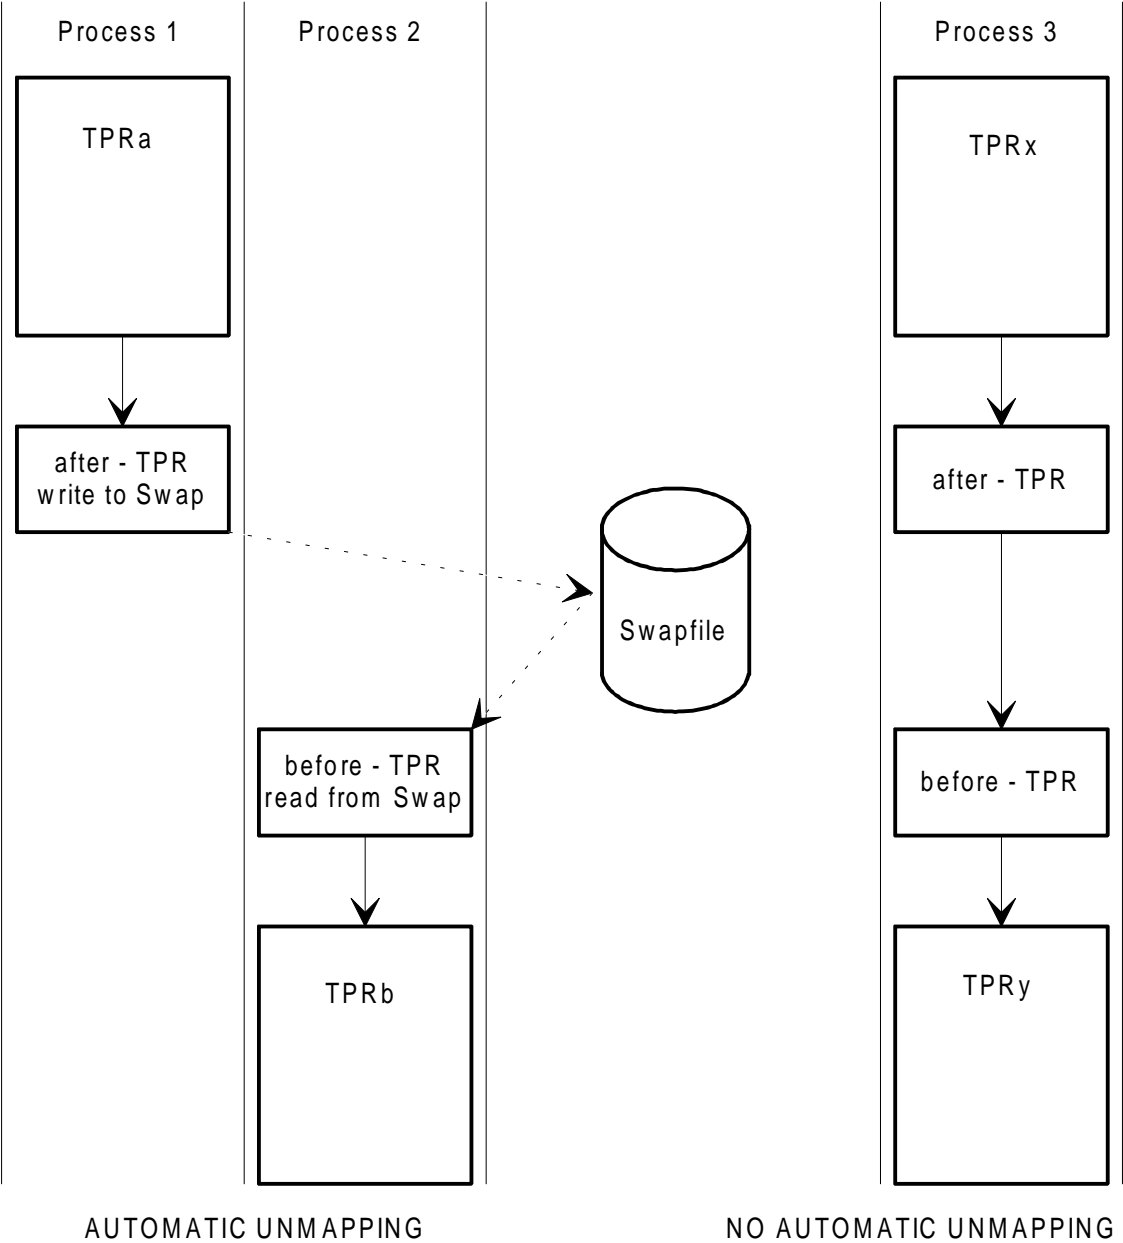 Process 1
Process 2
Process 3
TPRa
TPRx
after - TPR
write to Swap
after - TPR
Swapfile
before - TPR
read from Swap
before - TPR
TPRb
TPRy
AUTOMATIC UNMAPPING
NO AUTOMATIC UNMAPPING